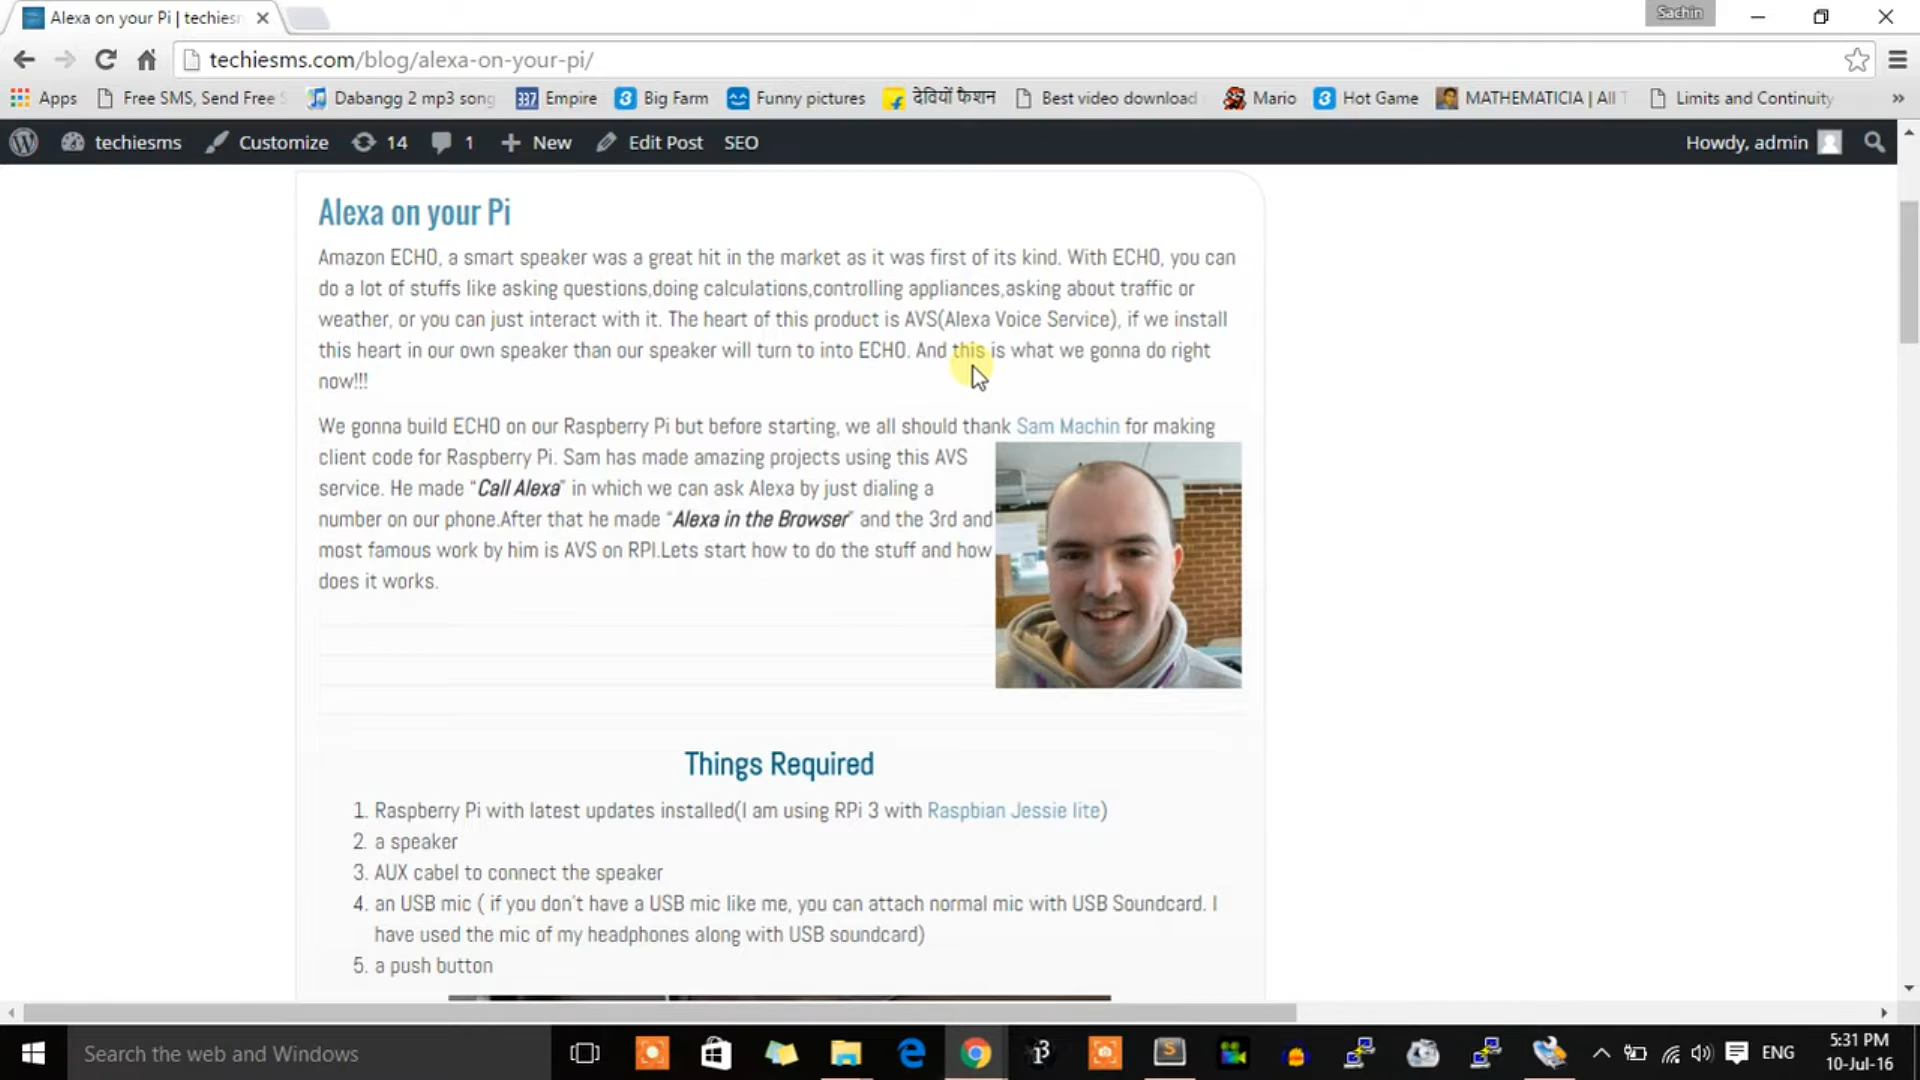 Alexa on your Pi | techiesm
Sachin
techiesms.com/blog/alexa-on-your-pi/
Apps Free SMS, Send Free S Dabangg 2 mp3 song 337 Empire 3 Big Farm Funny pictures देवियों फैशन Best video download Mario 3 Hot Game MATHEMATICIA | All T Limits and Continuity »
techiesms Customize 14 1 New Edit Post SEO Howdy, admin
Alexa on your Pi
Amazon ECHO, a smart speaker was a great hit in the market as it was first of its kind. With ECHO, you can
do a lot of stuffs like asking questions,doing calculations,controlling appliances,asking about traffic or
weather, or you can just interact with it. The heart of this product is AVS(Alexa Voice Service), if we install
this heart in our own speaker than our speaker will turn to into ECHO. And this is what we gonna do right
now!!!
We gonna build ECHO on our Raspberry Pi but before starting, we all should thank Sam Machin for making
client code for Raspberry Pi. Sam has made amazing projects using this AVS
service. He made “Call Alexa” in which we can ask Alexa by just dialing a
number on our phone.After that he made “Alexa in the Browser” and the 3rd and
most famous work by him is AVS on RPI.Lets start how to do the stuff and how
does it works.
Things Required
1. Raspberry Pi with latest updates installed(I am using RPi 3 with Raspbian Jessie lite)
2. a speaker
3. AUX cabel to connect the speaker
4. an USB mic ( if you don't have a USB mic like me, you can attach normal mic with USB Soundcard. I
have used the mic of my headphones along with USB soundcard)
5. a push button
Search the web and Windows
ENG
5:31 PM
10-Jul-16